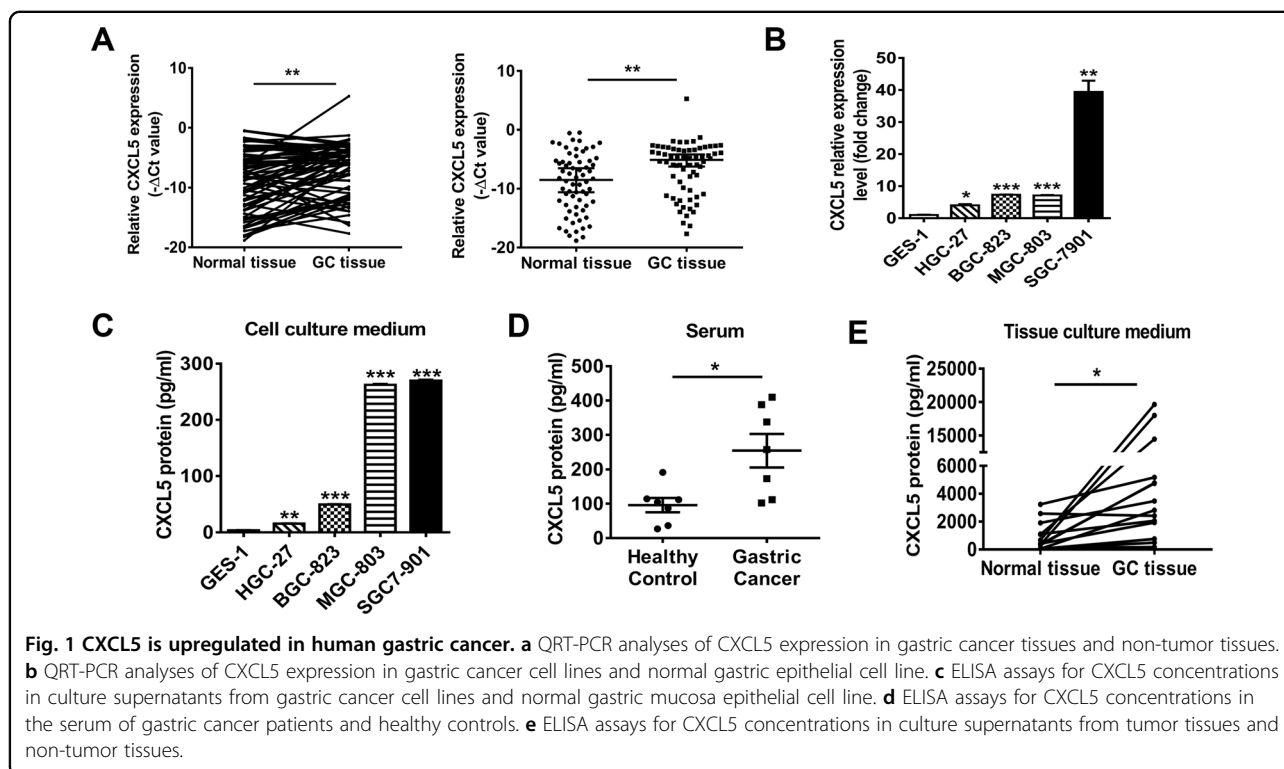 A
Relative CXCL5 expression
(-ΔCt value)
10
0
-10
-20
**
Normal tissue GC tissue
Relative CXCL5 expression
(-ΔCt value)
10
0
-10
-20
**
Normal tissue GC tissue
B
CXCL5 relative expression
level (fold change)
50
40
30
20
10
0
*
***
***
**
GES-1
HGC-27
BGC-823
MGC-803
SGC-7901
C
Cell culture medium
CXCL5 protein (pg/ml)
300
200
100
0
**
***
***
***
GES-1
HGC-27
BGC-823
MGC-803
SGC7-901
D
Serum
CXCL5 protein (pg/ml)
500
400
300
200
100
0
*
Healthy
Control
Gastric
Cancer
E
Tissue culture medium
CXCL5 protein (pg/ml)
25000
20000
15000
6000
4000
2000
0
*
Normal tissue GC tissue
Fig. 1 CXCL5 is upregulated in human gastric cancer. a QRT-PCR analyses of CXCL5 expression in gastric cancer tissues and non-tumor tissues.
b QRT-PCR analyses of CXCL5 expression in gastric cancer cell lines and normal gastric epithelial cell line. c ELISA assays for CXCL5 concentrations
in culture supernatants from gastric cancer cell lines and normal gastric mucosa epithelial cell line. d ELISA assays for CXCL5 concentrations in
the serum of gastric cancer patients and healthy controls. e ELISA assays for CXCL5 concentrations in culture supernatants from tumor tissues and
non-tumor tissues.